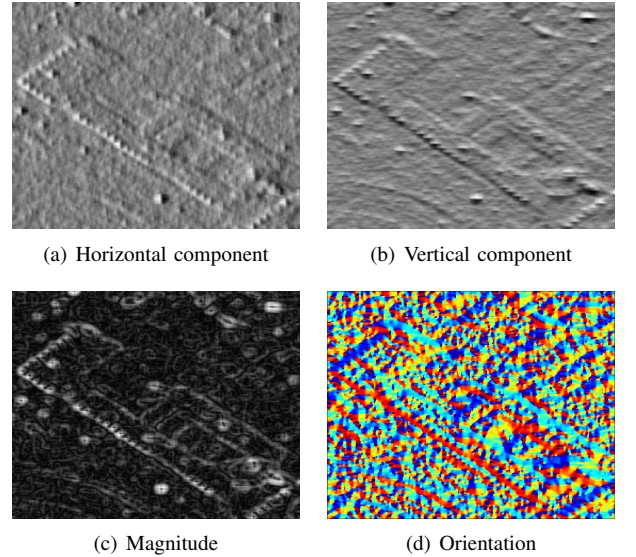 (a) Horizontal component
(b) Vertical component
(c) Magnitude
(d) Orientation